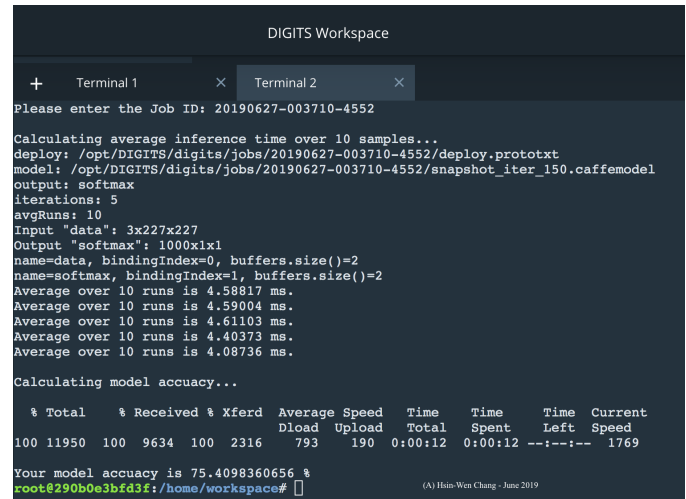 DIGITS Workspace
+ Terminal 1 × Terminal 2 ×
Please enter the Job ID: 20190627-003710-4552
Calculating average inference time over 10 samples...
deploy: /opt/DIGITS/digits/jobs/20190627-003710-4552/deploy.prototxt
model: /opt/DIGITS/digits/jobs/20190627-003710-4552/snapshot_iter_150.caffemodel
output: softmax
iterations: 5
avgRuns: 10
Input "data": 3x227x227
Output "softmax": 1000x1x1
name=data, bindingIndex=0, buffers.size()=2
name=softmax, bindingIndex=1, buffers.size()=2
Average over 10 runs is 4.58817 ms.
Average over 10 runs is 4.59004 ms.
Average over 10 runs is 4.61103 ms.
Average over 10 runs is 4.40373 ms.
Average over 10 runs is 4.08736 ms.
Calculating model accuacy...
% Total % Received % Xferd Average Speed Time Time Time Current
Dload Upload Total Spent Left Speed
100 11950 100 9634 100 2316 793 190 0:00:12 0:00:12 --:--:-- 1769
Your model accuacy is 75.4098360656 %
root@290b0e3bfd3f:/home/workspace#
(A) Hsin-Wen Chang - June 2019